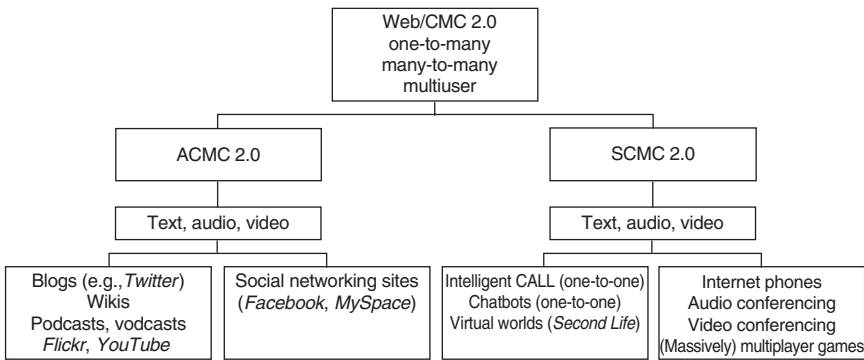 Web/CMC 2.0
one-to-many
many-to-many
multiuser
ACMC 2.0
SCMC 2.0
Text, audio, video
Text, audio, video
Blogs (e.g.,Twitter)
Wikis
Podcasts, vodcasts
Flickr, YouTube
Social networking sites
(Facebook, MySpace)
Intelligent CALL (one-to-one)
Chatbots (one-to-one)
Virtual worlds (Second Life)
Internet phones
Audio conferencing
Video conferencing
(Massively) multiplayer games